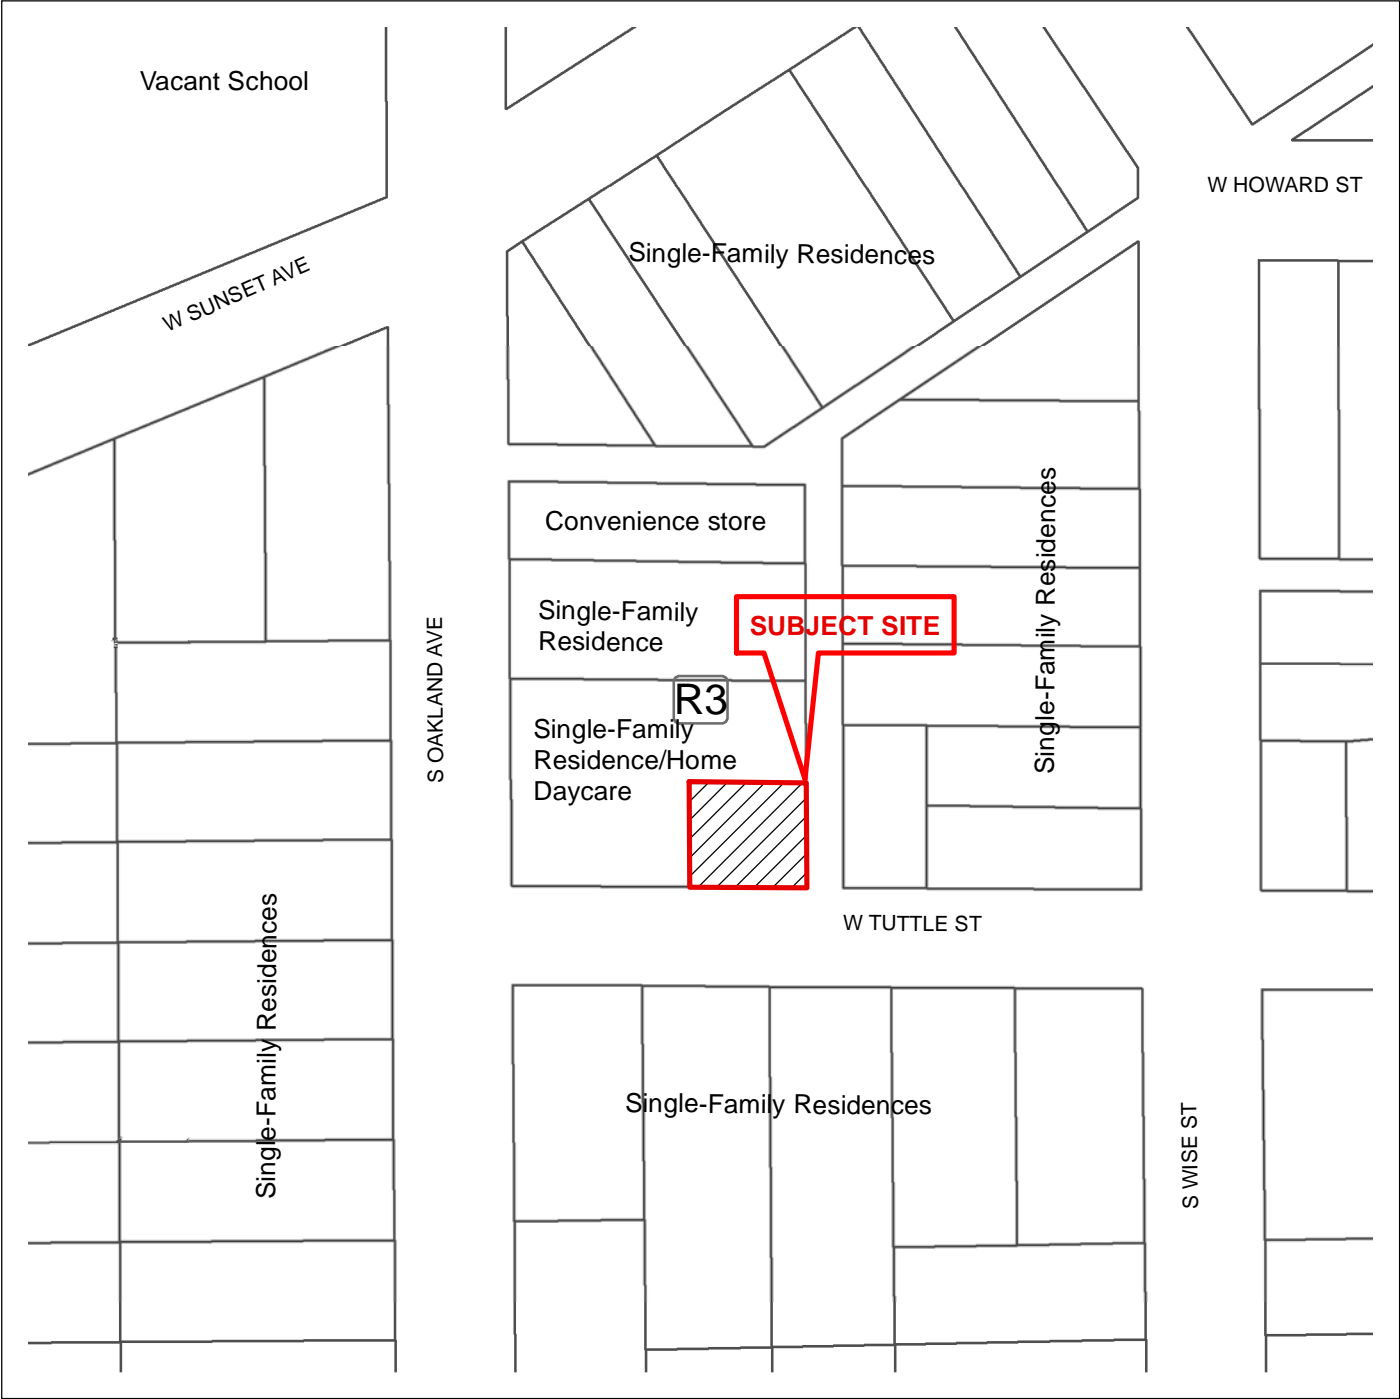 Vacant School
W HOWARD ST
Single-Family Residences
W SUNSET AVE
Convenience store
Single-Family
Residence
SUBJECT SITE
Single-Family Residences
R3
S OAKLAND AVE
Single-Family
Residence/Home
Daycare
W TUTTLE ST
Single-Family Residences
Single-Family Residences
S WISE ST